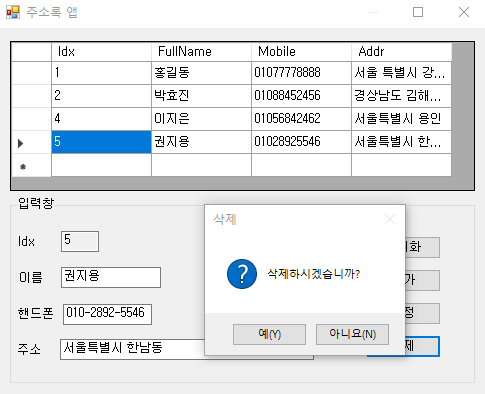 주소록 앱
Idx FullName Mobile Addr
1 홍길동 01077778888 서울 특별시 강...
2 박효진 01088452456 경상남도 김해...
4 이지은 01056842462 서울특별시 용인
5 권지용 01028925546 서울특별시 한...
입력창
삭제
Idx 5
화
이름 권지용
삭제하시겠습니까?
가
핸드폰 010-2892-5546
정
예(Y) 아니요(N)
주소 서울특별시 한남동
제